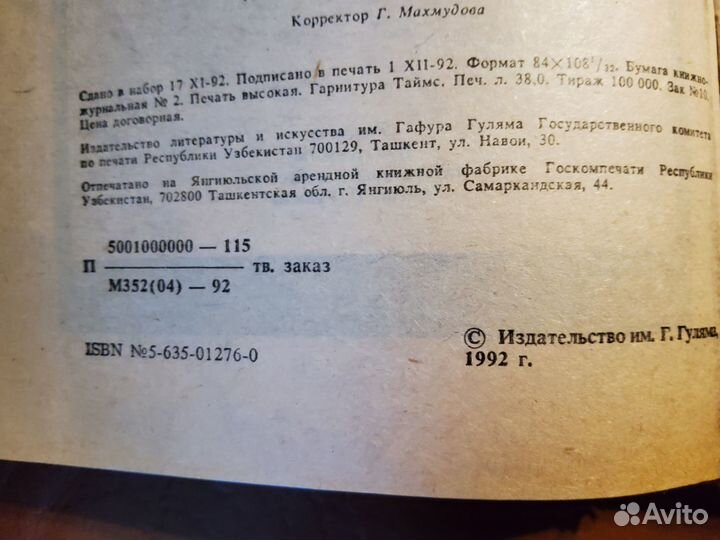 Корректор Г. Махмудова
Сдано в набор 17 XI-92. Подписано в печать 1 XII-92. Формат 84×108¹/₃₂. Бумага книжно-
журнальная № 2. Печать высокая. Гарнитура Таймс. Печ. л. 38,0. Тираж 100 000. Зак №10.
Цена договорная.
Издательство литературы и искусства им. Гафура Гуляма Государственного комитета
по печати Республики Узбекистан 700129, Ташкент, ул. Навои, 30.
Отпечатано на Янгиюльской арендной книжной фабрике Госкомпечати Республики
Узбекистан, 702800 Ташкентская обл. г. Янгиюль, ул. Самаркандская, 44.
5001000000 — 115
П ———— тв. заказ
М352(04) — 92
ISBN №5-635-01276-0
© Издательство им. Г. Гуляма,
1992 г.
Avito